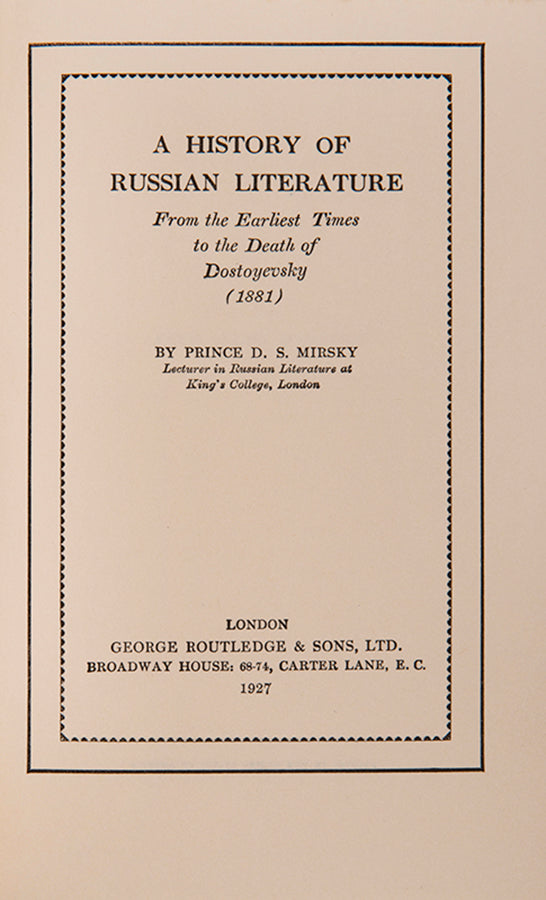 A HISTORY OF
RUSSIAN LITERATURE
From the Earliest Times
to the Death of
Dostoyevsky
(1881)
BY PRINCE D. S. MIRSKY
Lecturer in Russian Literature at
King's College, London
LONDON
GEORGE ROUTLEDGE & SONS, LTD.
BROADWAY HOUSE: 68-74, CARTER LANE, E. C.
1927